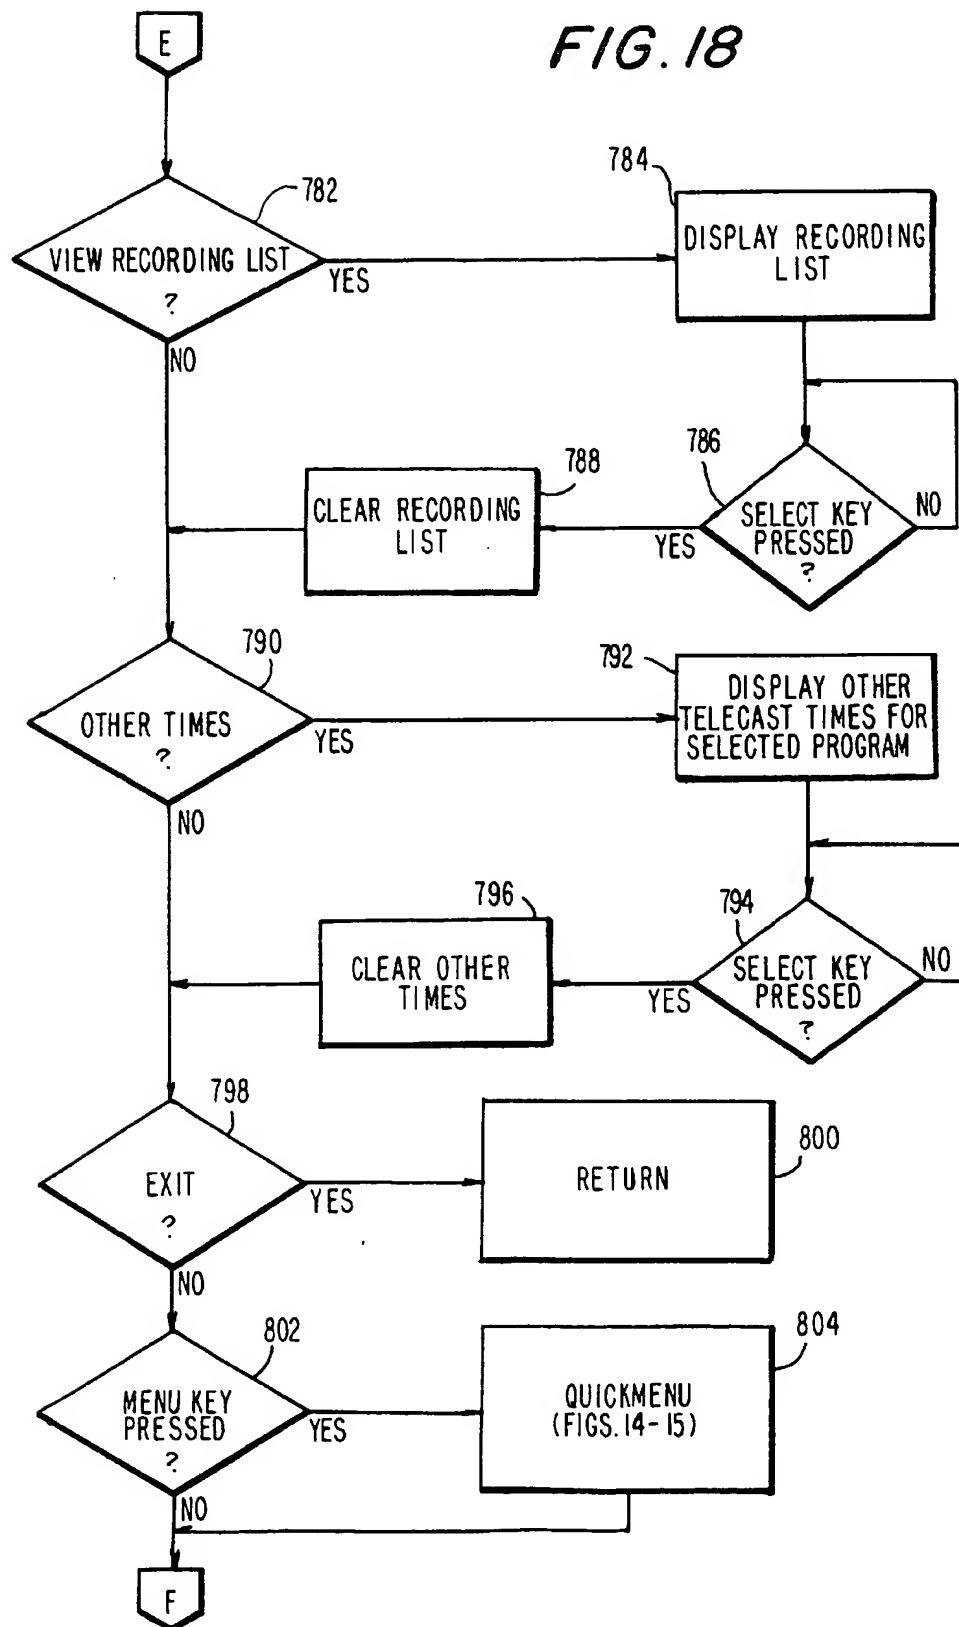 E
FIG. 18
782
VIEW RECORDING LIST
?
YES
NO
784
DISPLAY RECORDING
LIST
786
SELECT KEY
PRESSED
?
NO
YES
788
CLEAR RECORDING
LIST
790
OTHER TIMES
?
YES
NO
792
DISPLAY OTHER
TELECAST TIMES FOR
SELECTED PROGRAM
794
SELECT KEY
PRESSED
?
NO
YES
796
CLEAR OTHER
TIMES
798
EXIT
?
YES
NO
800
RETURN
802
MENU KEY
PRESSED
?
YES
NO
804
QUICKMENU
(FIGS. 14-15)
F